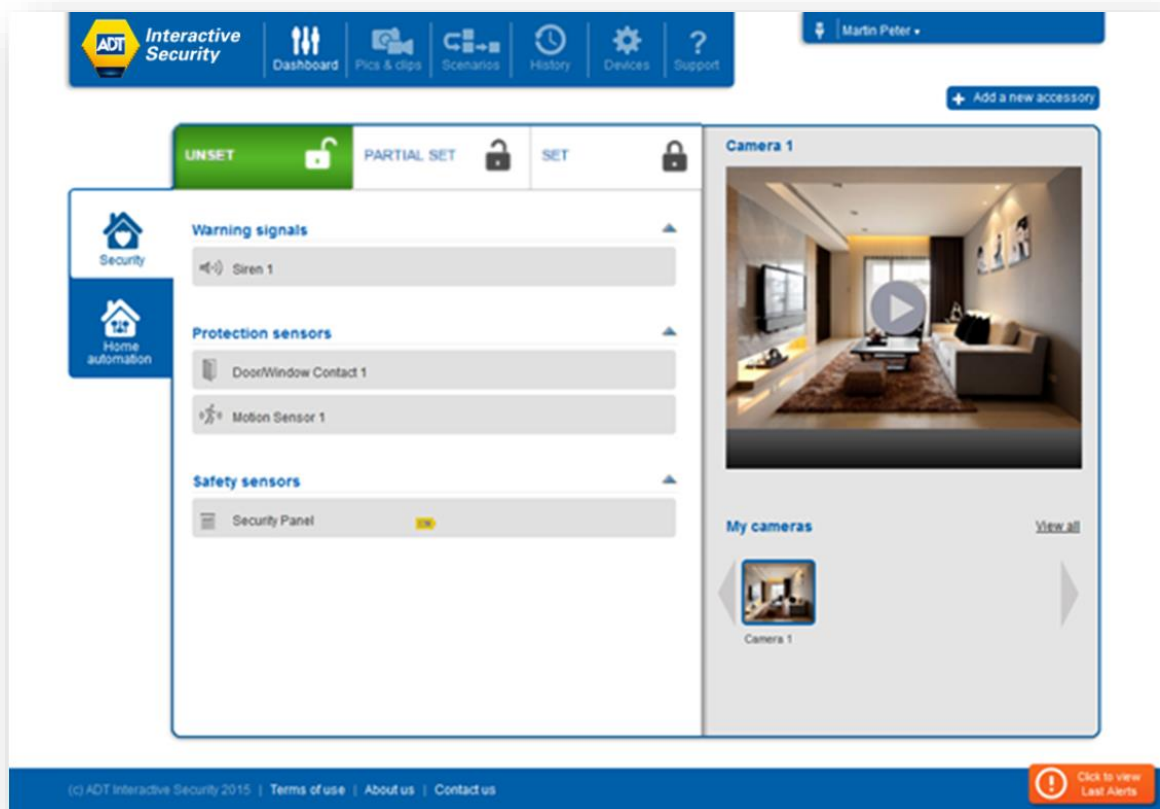 ADT
Interactive
Security
Dashboard
Pics & clips
Scenarios
History
Devices
?
Support
Martin Peter
+ Add a new accessory
UNSET
PARTIAL SET
SET
Camera 1
Security
Home
automation
Warning signals
Siren 1
Protection sensors
Door/Window Contact 1
Motion Sensor 1
Safety sensors
Security Panel
My cameras
View all
Camera 1
(c) ADT Interactive Security 2015 | Terms of use | About us | Contact us
Click to view
Last Alerts